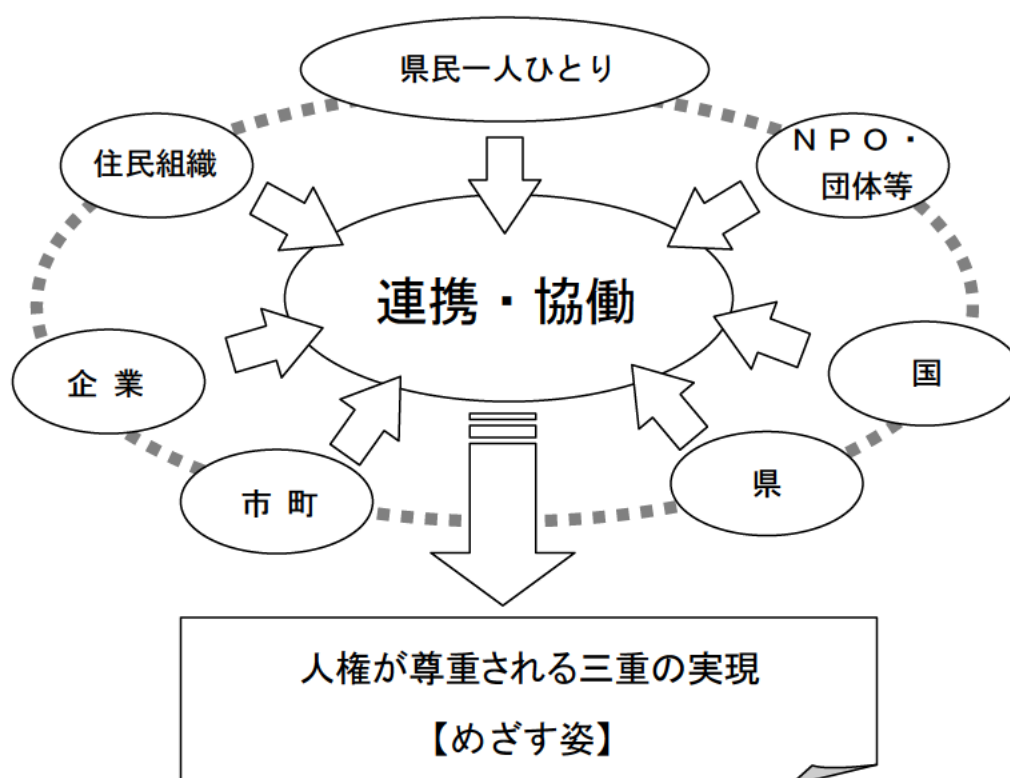 県民一人ひとり
住民組織
ＮＰＯ・
団体等
連携・協働
企 業
国
市 町
県
人権が尊重される三重の実現
【めざす姿】